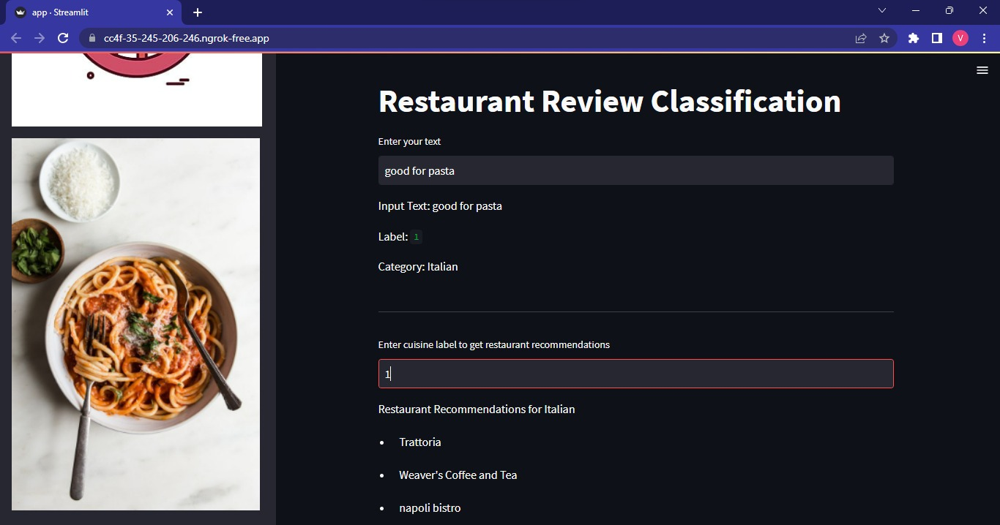 app · Streamlit
cc4f-35-245-206-246.ngrok-free.app
V
Restaurant Review Classification
Enter your text
good for pasta
Input Text: good for pasta
Label: 1
Category: Italian
Enter cuisine label to get restaurant recommendations
1
Restaurant Recommendations for Italian
• Trattoria
• Weaver's Coffee and Tea
• napoli bistro